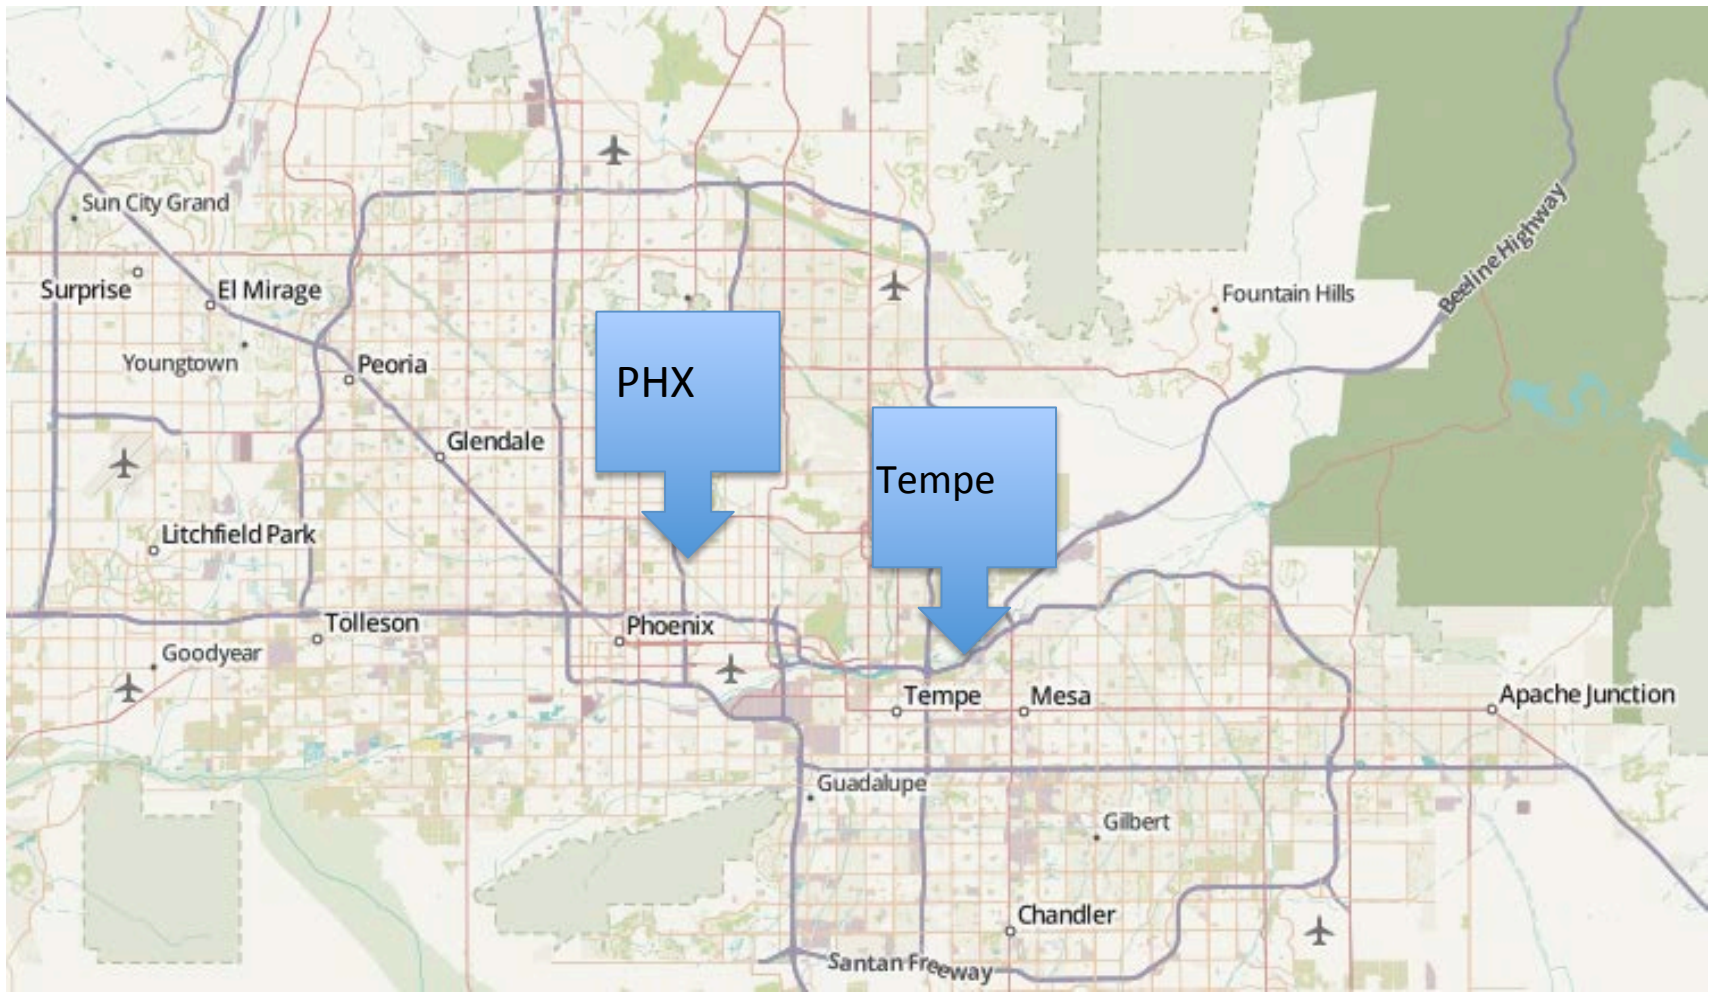 Sun City Grand
Surprise
El Mirage
Fountain Hills
Beeline Highway
Youngtown
Peoria
PHX
Glendale
Tempe
Litchfield Park
Tolleson
Phoenix
Goodyear
Tempe
Mesa
Apache Junction
Guadalupe
Gilbert
Chandler
Santan Freeway